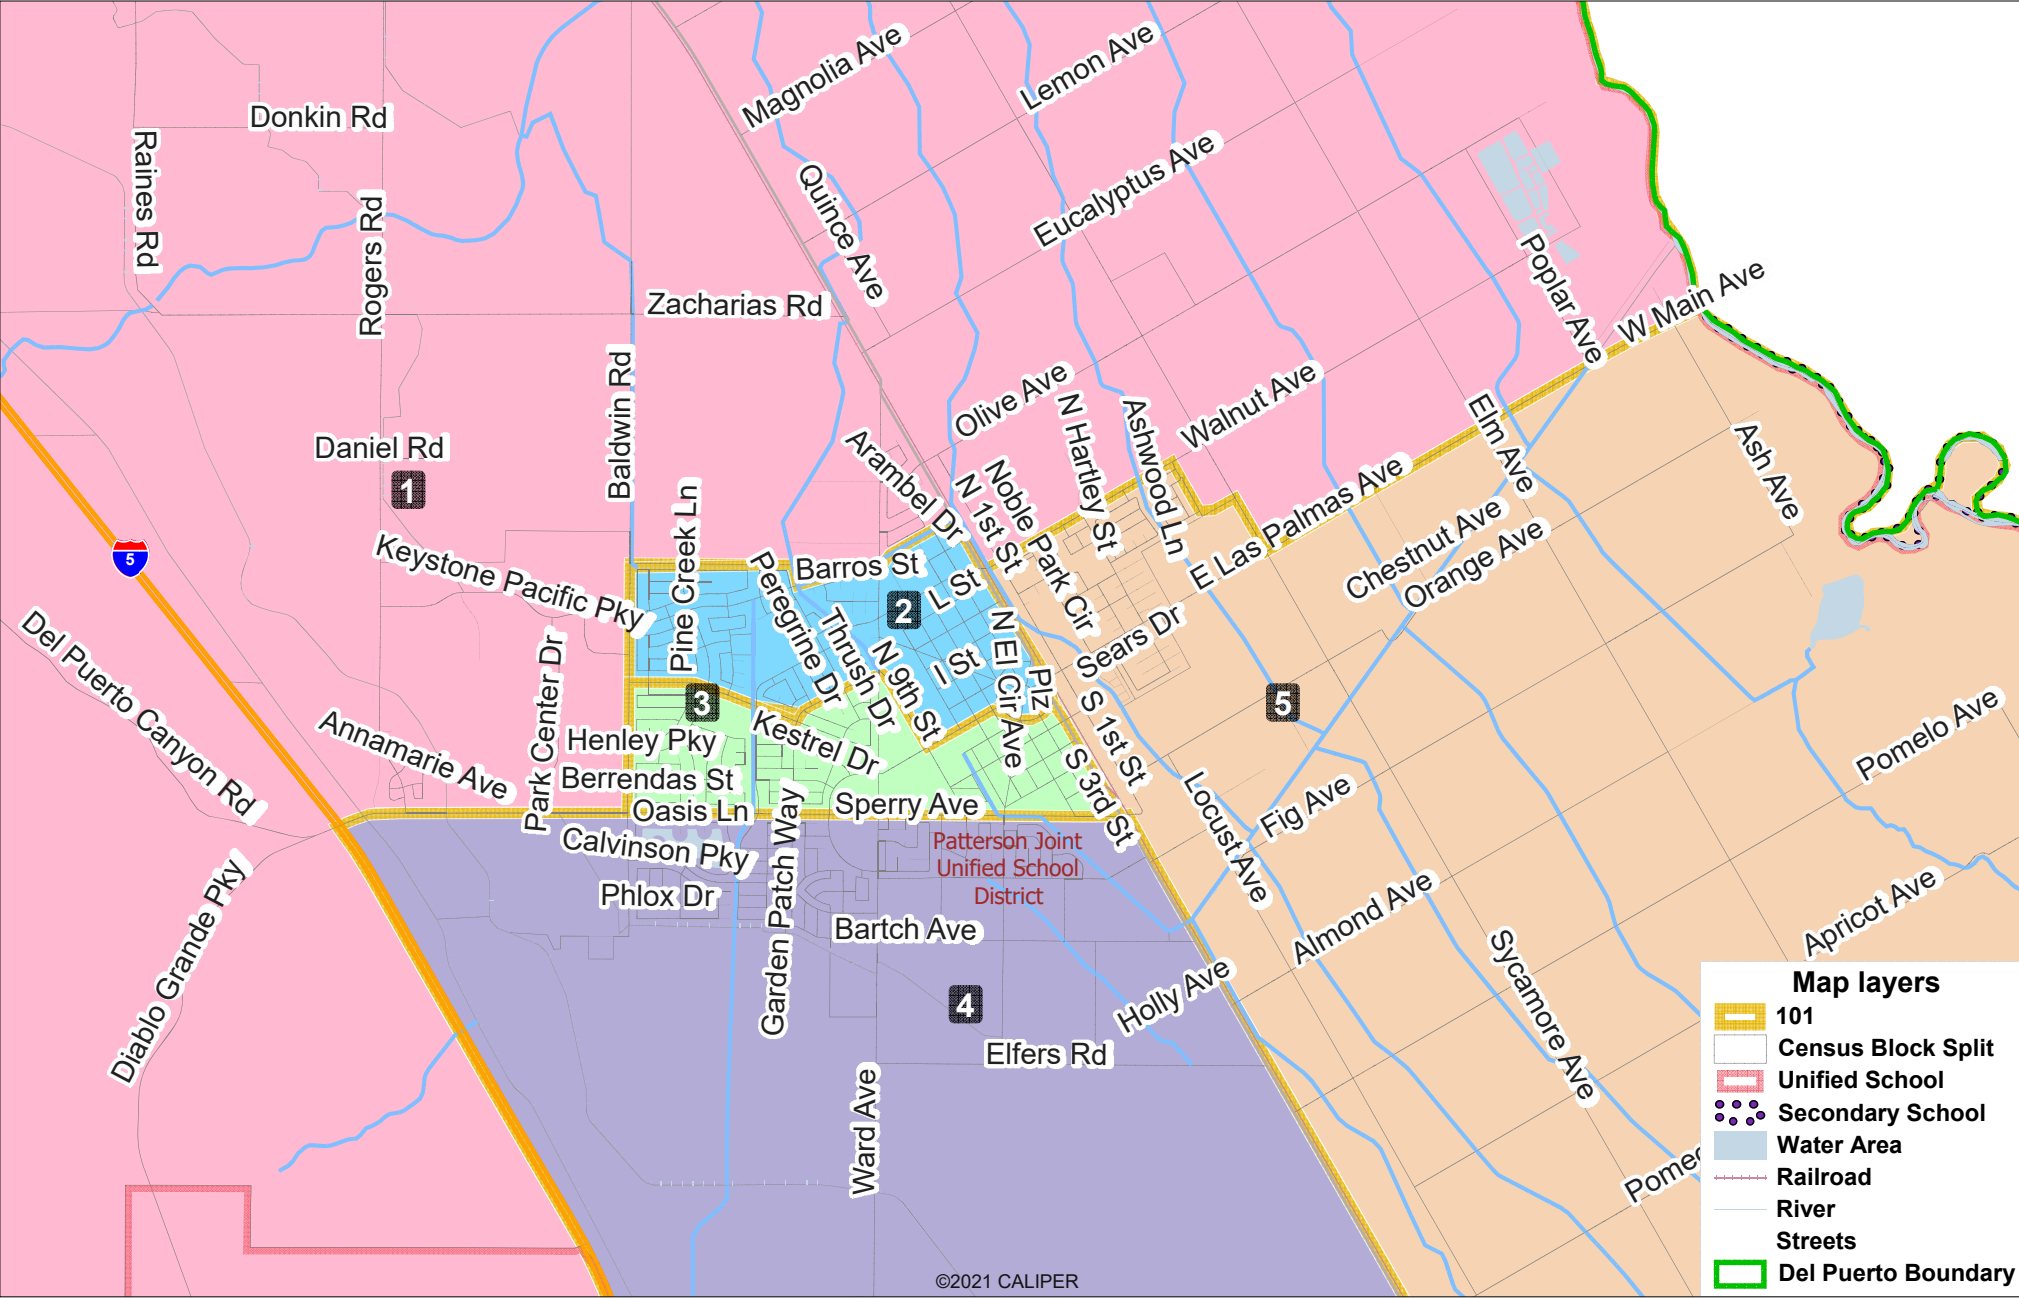 Magnolia Ave
Lemon Ave
Donkin Rd
Raines Rd
Rogers Rd
Quince Ave
Eucalyptus Ave
Poplar Ave
W Main Ave
Zacharias Rd
Baldwin Rd
Olive Ave
N Hartley St
Ashwood Ln
Walnut Ave
Elm Ave
Ash Ave
Daniel Rd
1
Arambel Dr
N 1st St
Noble Park Cir
E Las Palmas Ave
Chestnut Ave
Orange Ave
5
Keystone Pacific Pky
Pine Creek Ln
Peregrine Dr
Barros St
2
L St
Thrush Dr
N 9th St
I St
N El Cir
Plz
Ave
Sears Dr
Del Puerto Canyon Rd
Park Center Dr
3
5
S 1st St
Pomelo Ave
Annamarie Ave
Henley Pky
Kestrel Dr
Berrendas St
Oasis Ln
Sperry Ave
S 3rd St
Locust Ave
Fig Ave
Calvinson Pky
Garden Patch Way
Patterson Joint
Unified School
District
Phlox Dr
Bartch Ave
Almond Ave
Apricot Ave
Diablo Grande Pky
4
Holly Ave
Sycamore Ave
Elfers Rd
Ward Ave
©2021 CALIPER
Map layers
101
Census Block Split
Unified School
Secondary School
Water Area
Railroad
River
Streets
Del Puerto Boundary